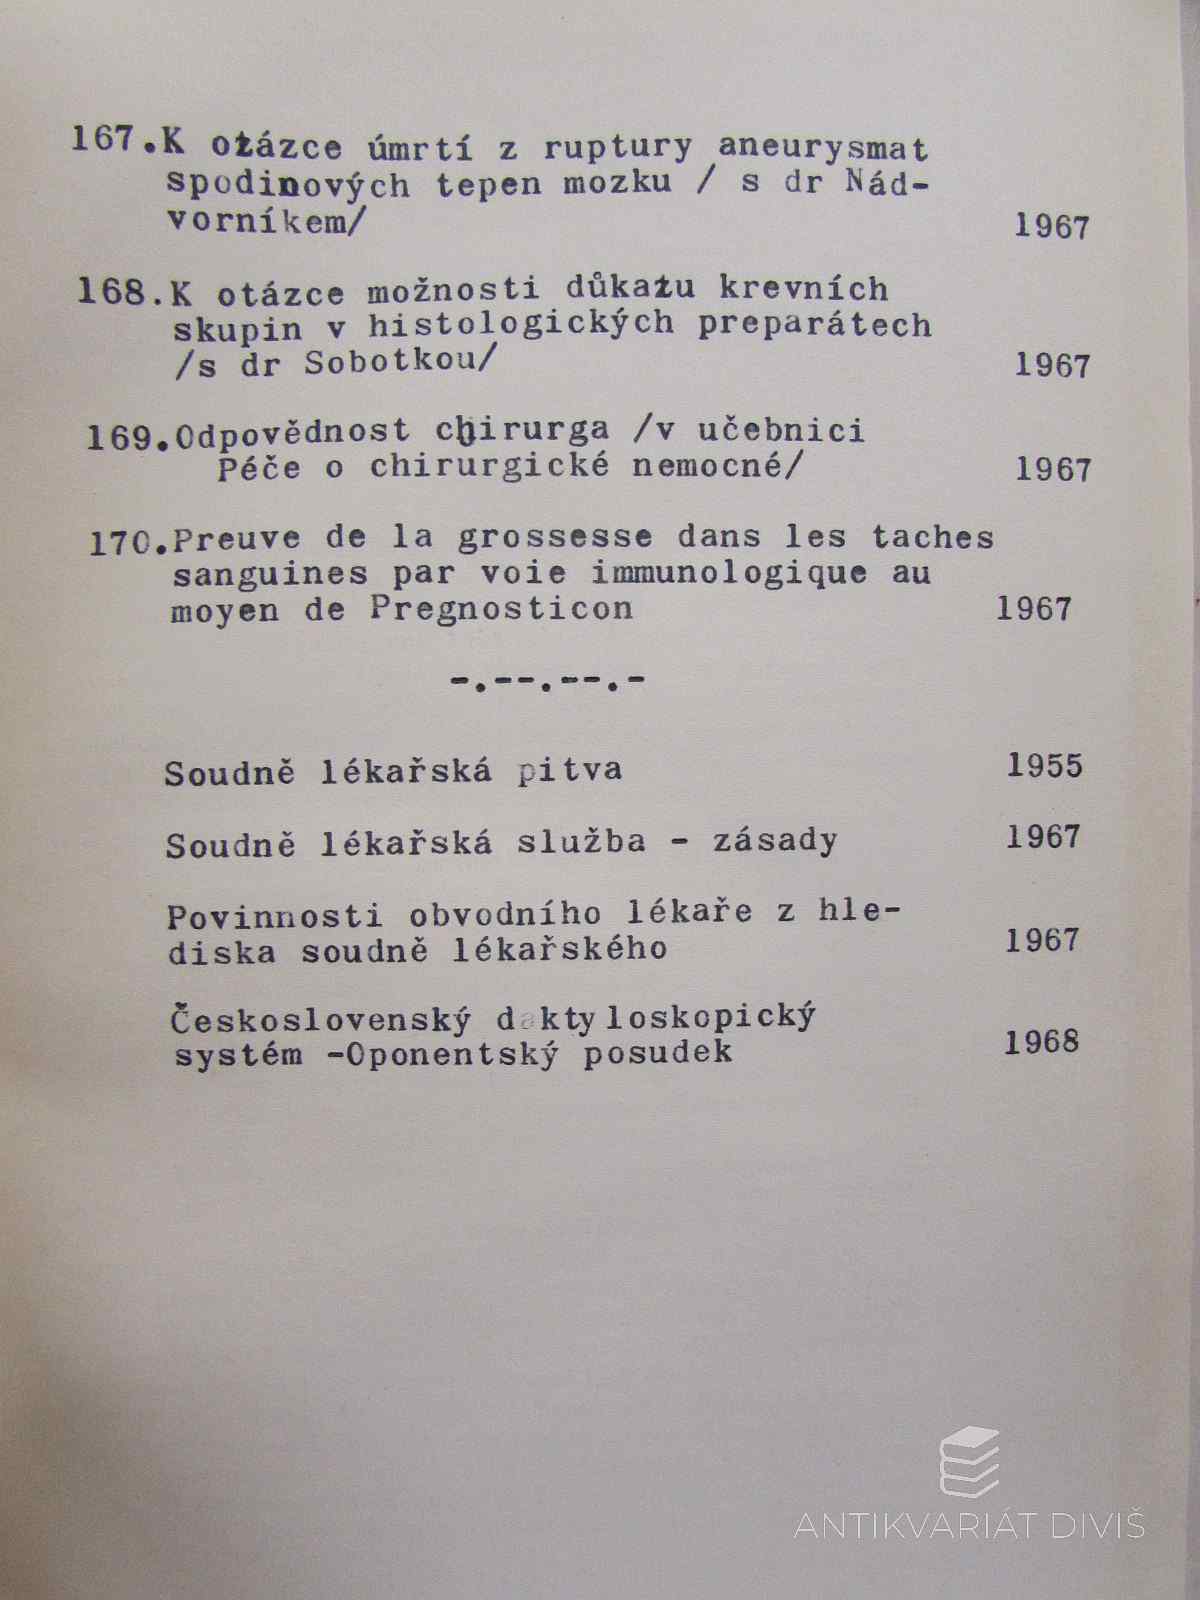 167.K otázce úmrtí z ruptury aneurysmat
spodinových tepen mozku / s dr Nád-
vorníkem/ 1967
168.K otázce možnosti důkazu krevních
skupin v histologických preparátech
/s dr Sobotkou/ 1967
169.Odpovědnost chirurga /v učebnici
Péče o chirurgické nemocné/ 1967
170.Preuve de la grossesse dans les taches
sanguines par voie immunologique au
moyen de Pregnosticon 1967
-.--.--.-
Soudně lékařská pitva 1955
Soudně lékařská služba - zásady 1967
Povinnosti obvodního lékaře z hle-
diska soudně lékařského 1967
Československý daktyloskopický
systém -Oponentský posudek 1968
ANTIKVARIÁT DIVIŠ